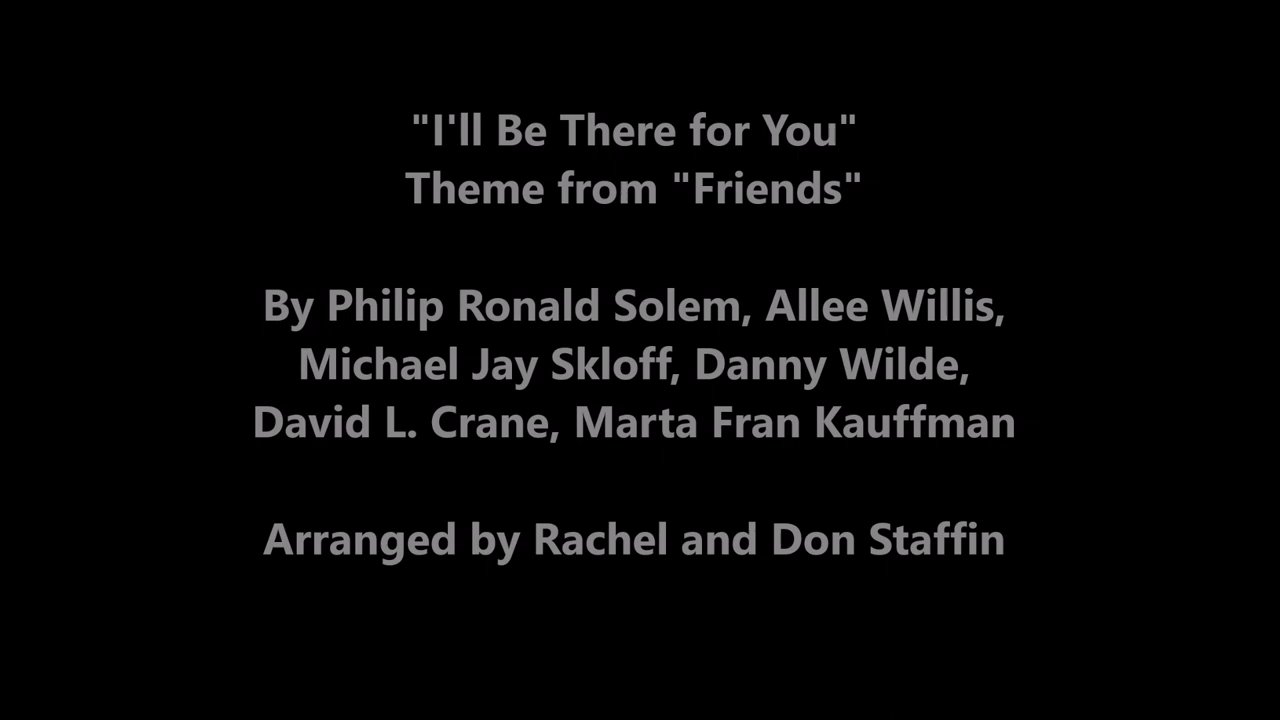 "I'll Be There for You"
Theme from "Friends"
By Philip Ronald Solem, Allee Willis,
Michael Jay Skloff, Danny Wilde,
David L. Crane, Marta Fran Kauffman
Arranged by Rachel and Don Staffin